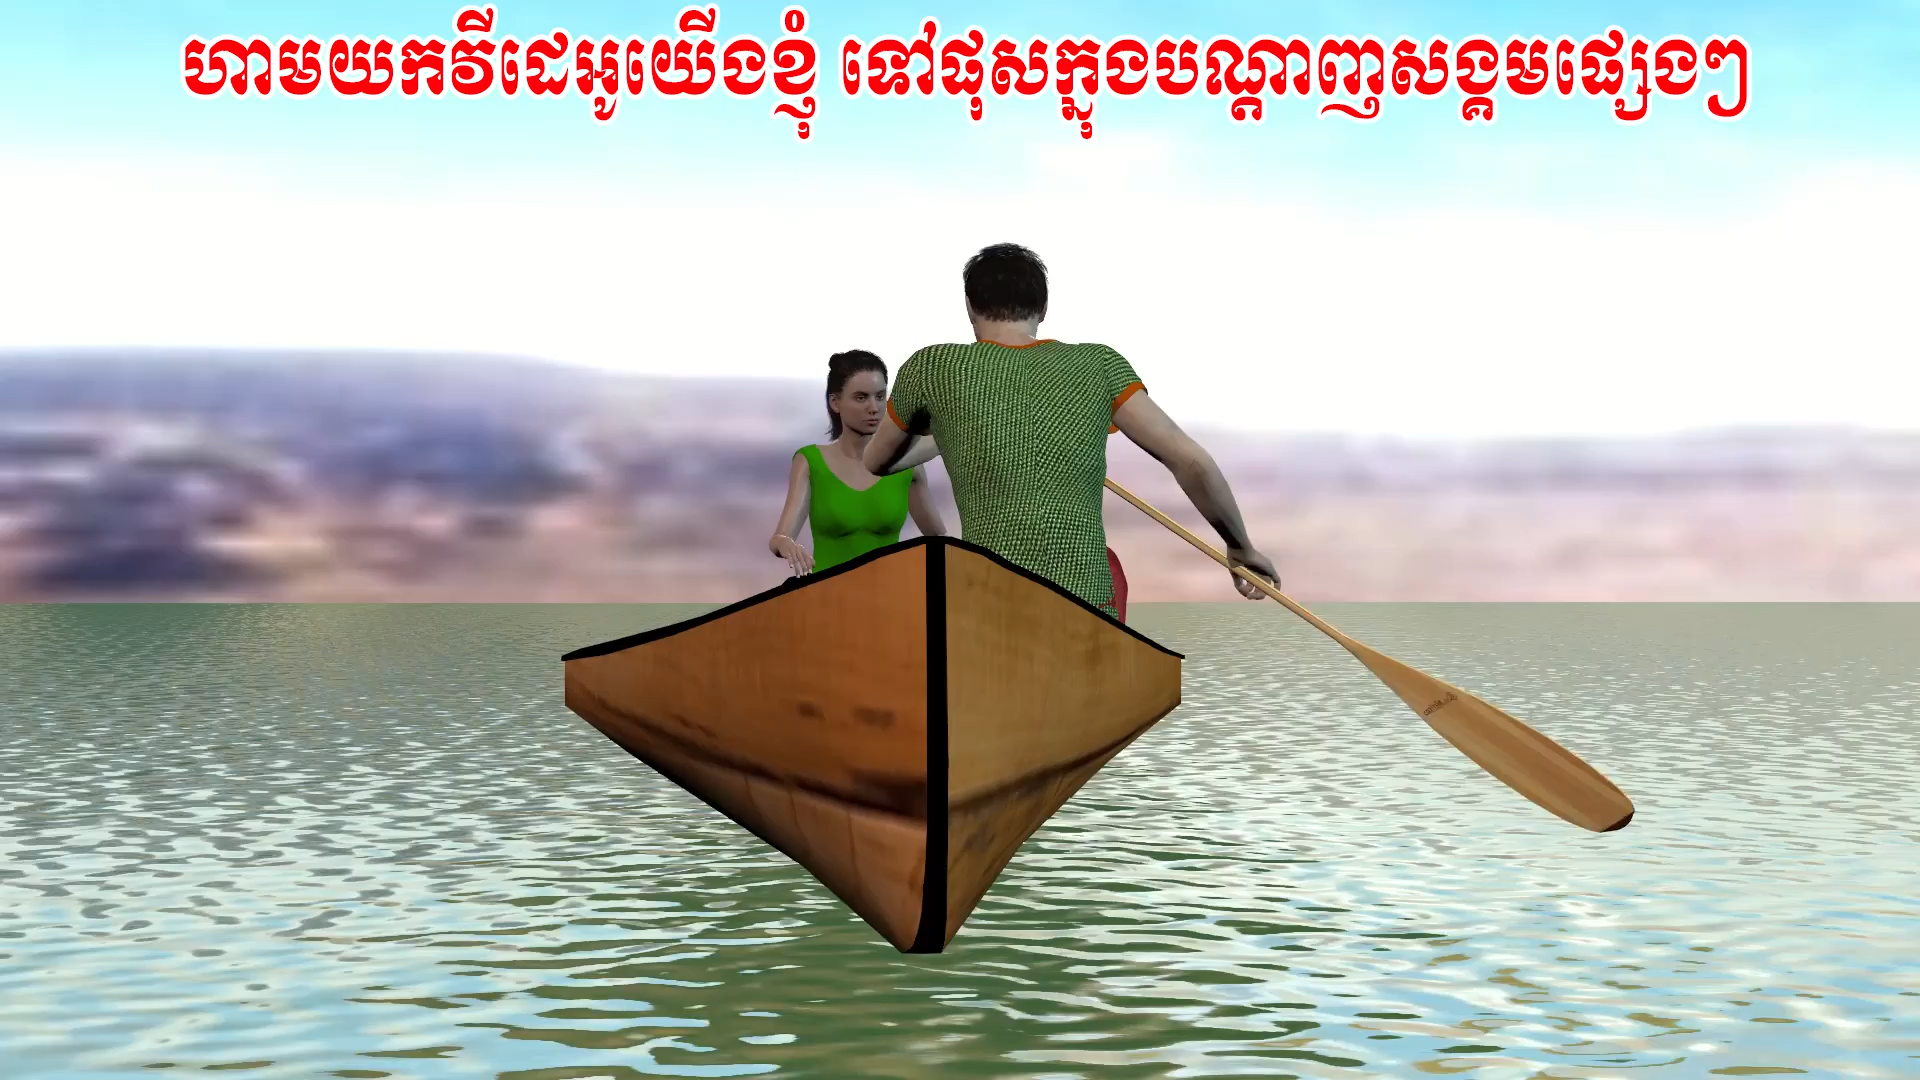 ហាមយកវីដេអូយើងខ្ញុំ ទៅផុសក្នុងបណ្ដាញសង្គមផ្សេងៗ